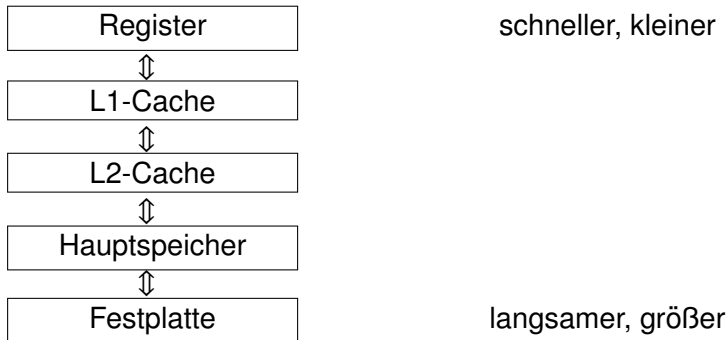 Register schneller, kleiner
L1-Cache
L2-Cache
Hauptspeicher
Festplatte langsamer, größer